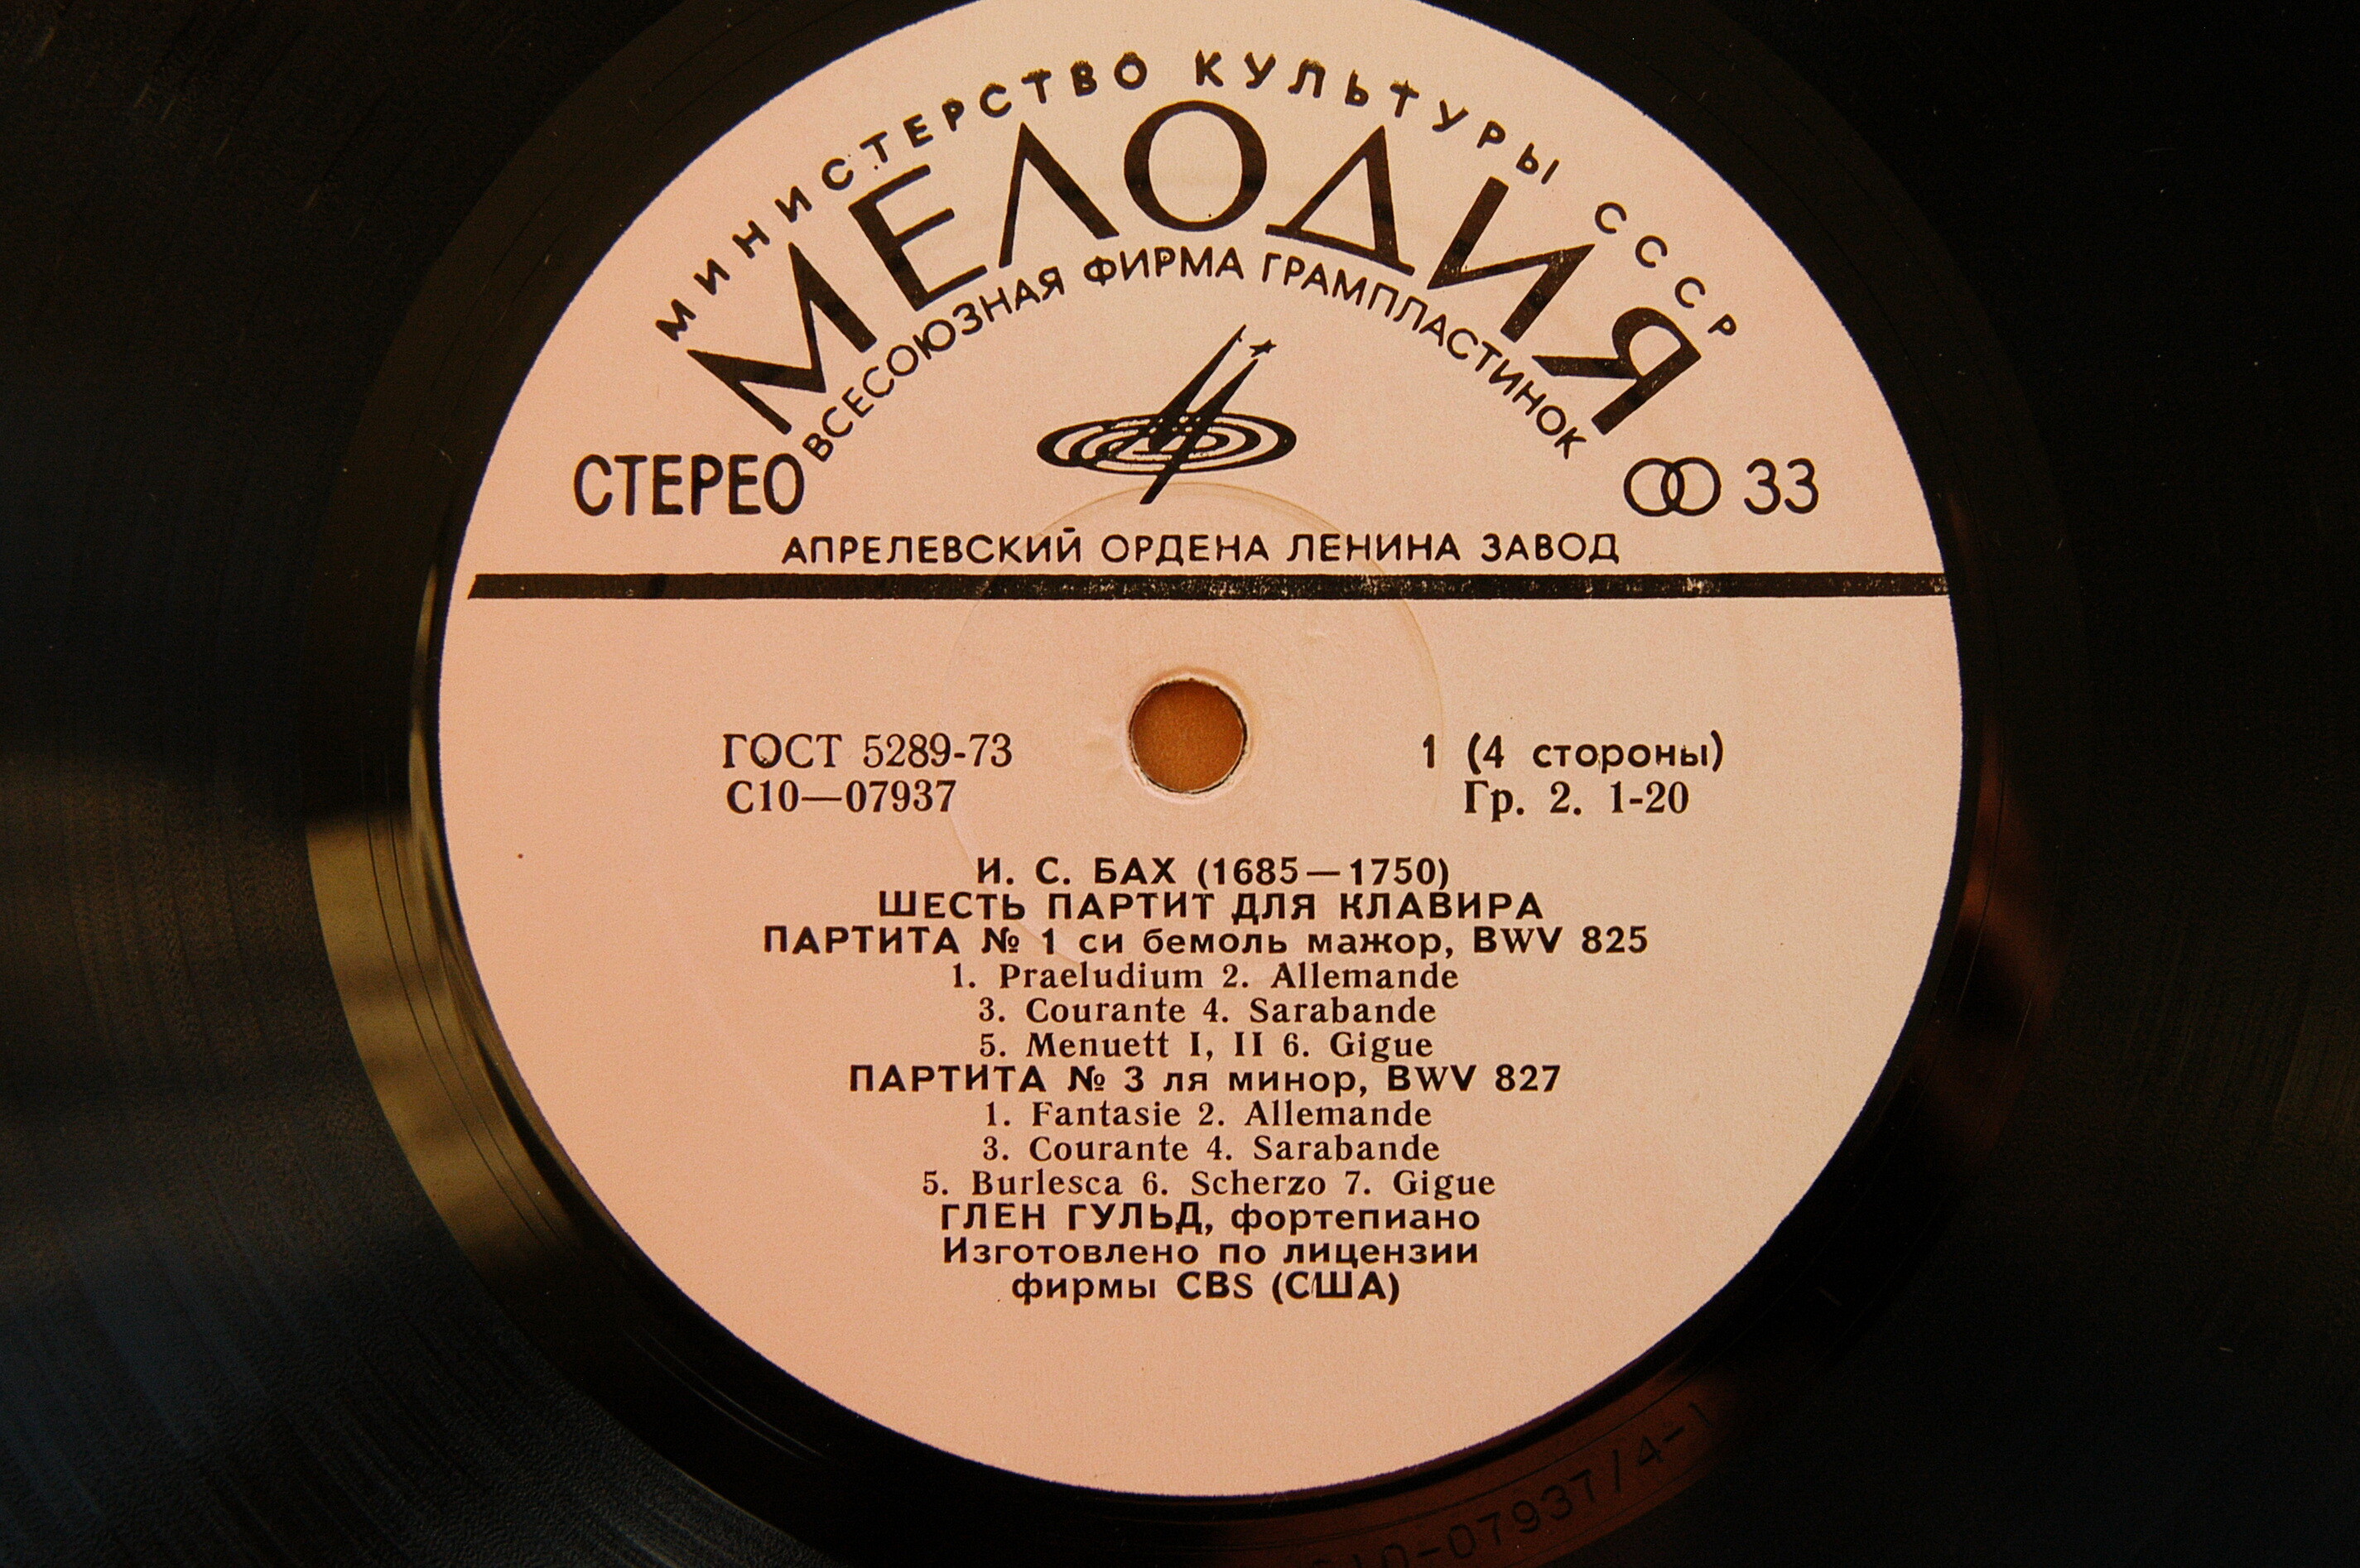 МИНИСТЕРСТВО КУЛЬТУРЫ СССР
МЕЛОДИЯ
ВСЕСОЮЗНАЯ ФИРМА ГРАМПЛАСТИНОК
СТЕРЕО
33
АПРЕЛЕВСКИЙ ОРДЕНА ЛЕНИНА ЗАВОД
ГОСТ 5289-73
1 (4 стороны)
С10—07937
Гр. 2. 1-20
И. С. БАХ (1685—1750)
ШЕСТЬ ПАРТИТ ДЛЯ КЛАВИРА
ПАРТИТА № 1 си бемоль мажор, BWV 825
1. Praeludium 2. Allemande
3. Courante 4. Sarabande
5. Menuett I, II 6. Gigue
ПАРТИТА № 3 ля минор, BWV 827
1. Fantasie 2. Allemande
3. Courante 4. Sarabande
5. Burlesca 6. Scherzo 7. Gigue
ГЛЕН ГУЛЬД, фортепиано
Изготовлено по лицензии
фирмы CBS (США)
С10-07937/4-1